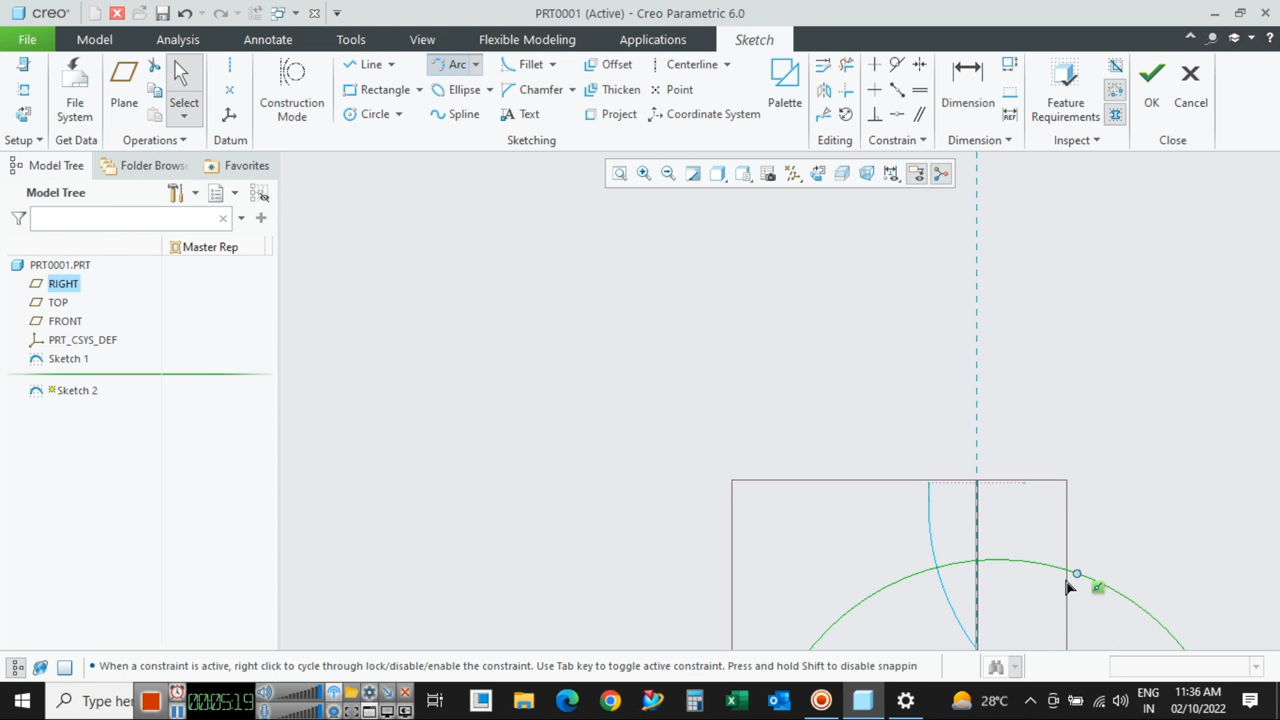 creo
PRT0001 (Active) - Creo Parametric 6.0
File Model Analysis Annotate Tools View Flexible Modeling Applications Sketch
Line Arc Fillet Offset Centerline
Rectangle Ellipse Chamfer Thicken Point
Circle Spline Text Project Coordinate System
File System
Plane
Select
Construction Mode
Palette
Dimension
REF
Feature Requirements
OK
Cancel
Setup Get Data Operations Datum Sketching Editing Constrain Dimension Inspect Close
Model Tree Folder Brows Favorites
Model Tree
Master Rep
PRT0001.PRT
RIGHT
TOP
FRONT
PRT_CSYS_DEF
Sketch 1
Sketch 2
When a constraint is active, right click to cycle through lock/disable/enable the constraint. Use Tab key to toggle active constraint. Press and hold Shift to disable snappin
Type her
00:05:19
28°C
ENG
IN
11:36 AM
02/10/2022